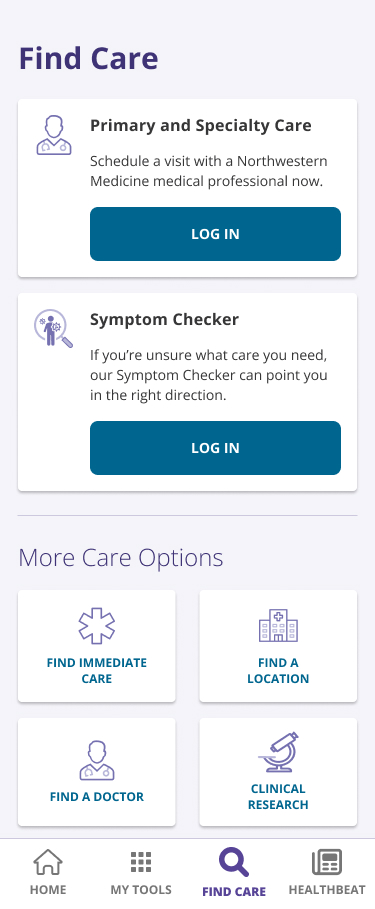 Find Care
Primary and Specialty Care
Schedule a visit with a Northwestern
Medicine medical professional now.
LOG IN
Symptom Checker
If you’re unsure what care you need,
our Symptom Checker can point you
in the right direction.
LOG IN
More Care Options
FIND IMMEDIATE
CARE
FIND A
LOCATION
FIND A DOCTOR
CLINICAL
RESEARCH
HOME
MY TOOLS
FIND CARE
HEALTHBEAT